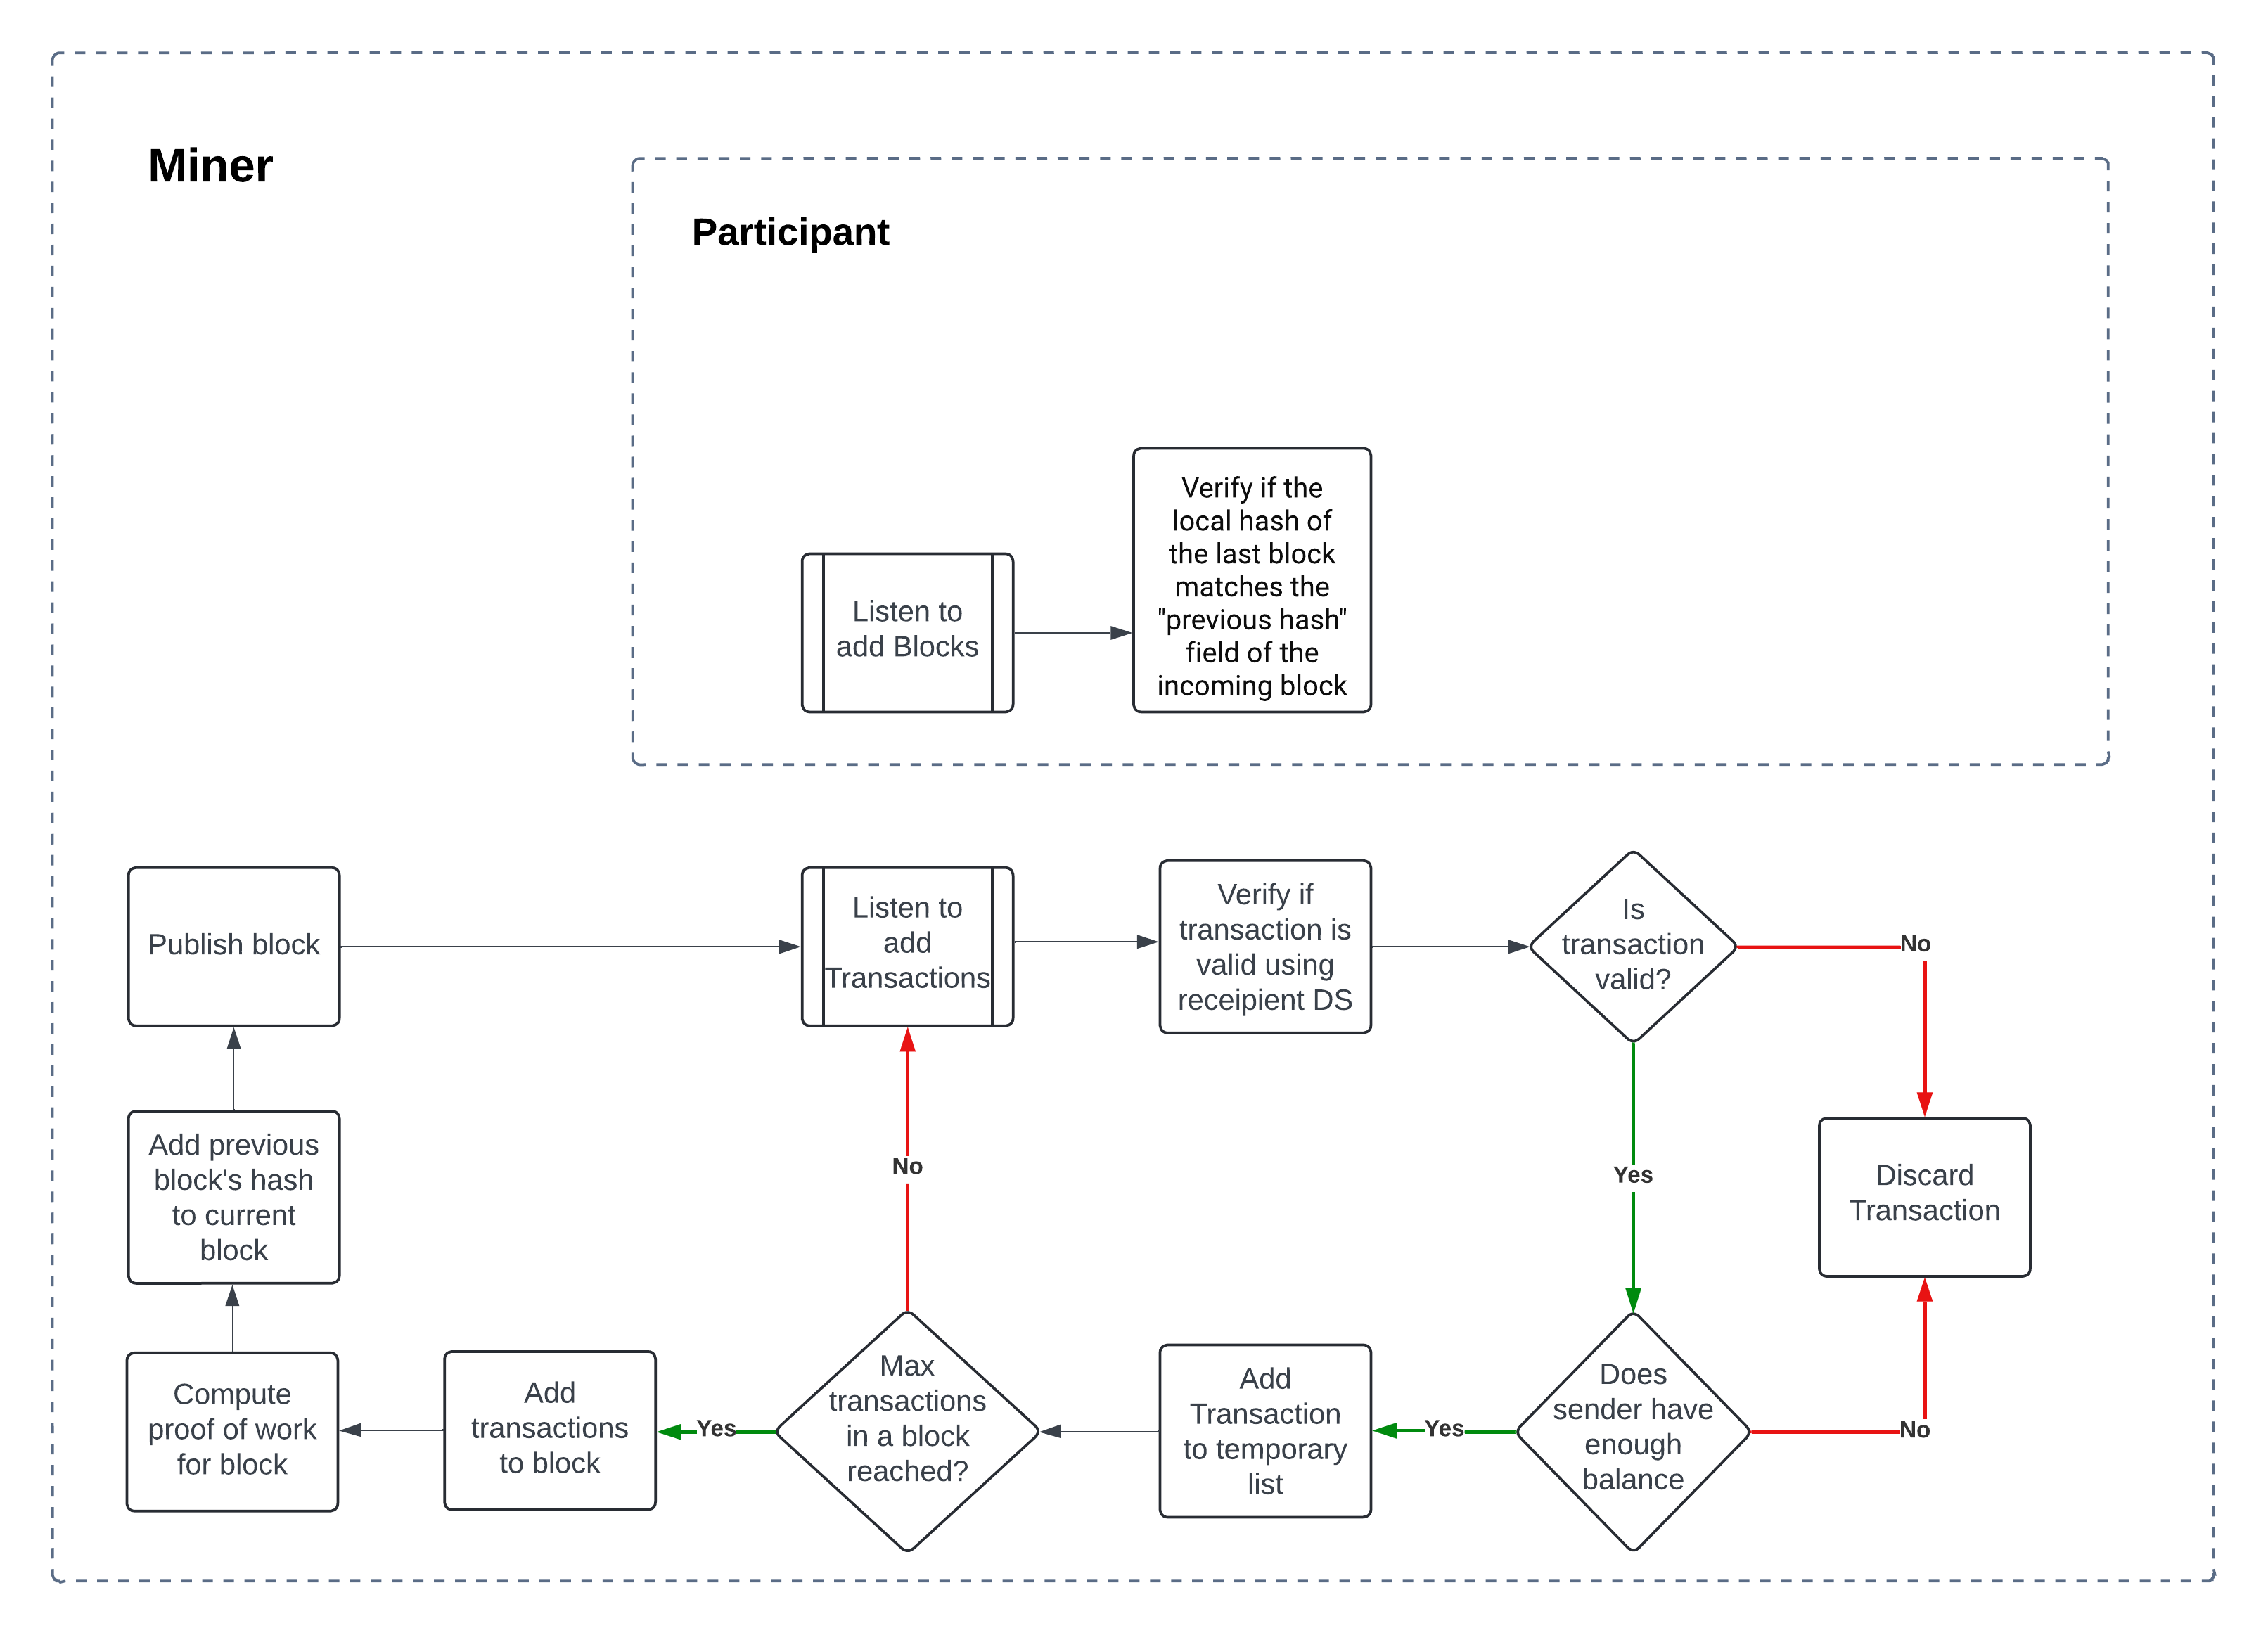 Miner
Participant
Listen to
add Blocks
Verify if the
local hash of
the last block
matches the
"previous hash"
field of the
incoming block
Publish block
Listen to
add
Transactions
Verify if
transaction is
valid using
receipient DS
Is
transaction
valid?
No
Yes
Discard
Transaction
No
Add previous
block's hash
to current
block
Compute
proof of work
for block
Add
transactions
to block
Yes
Max
transactions
in a block
reached?
Add
Transaction
to temporary
list
Yes
Does
sender have
enough
balance
No